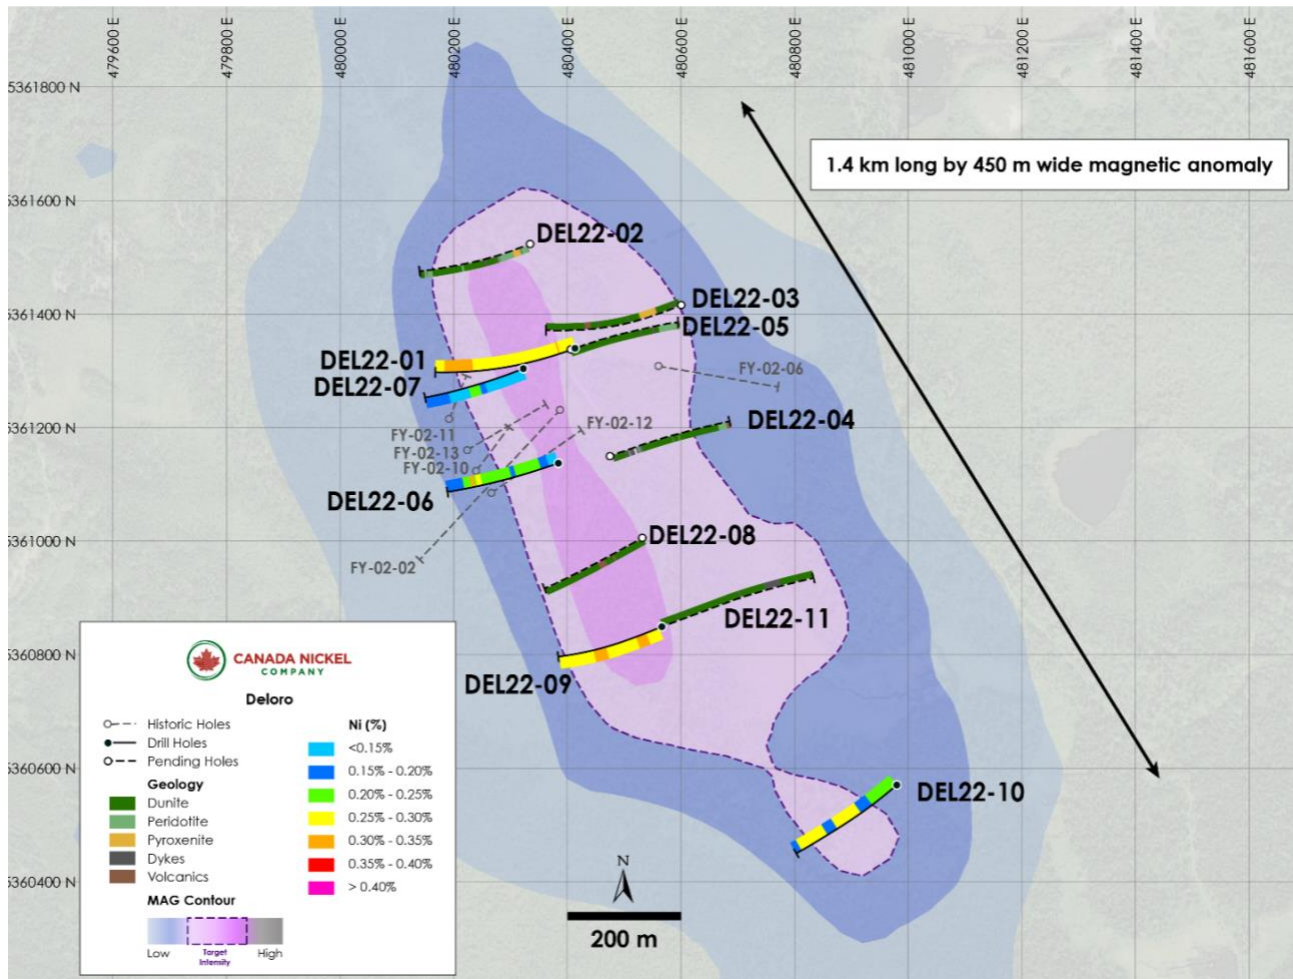 479600 E
479800 E
480000 E
480200 E
480400 E
480600 E
480800 E
481000 E
481200 E
481400 E
481600 E
5361800 N
1.4 km long by 450 m wide magnetic anomaly
5361600 N
DEL22-02
DEL22-03
5361400 N
DEL22-05
DEL22-01
FY-02-06
DEL22-07
DEL22-04
FY-02-12
5361200 N
FY-02-11
FY-02-13
FY-02-10
DEL22-06
DEL22-08
5361000 N
FY-02-02
DEL22-11
5360800 N
DEL22-09
CANADA NICKEL
COMPANY
Deloro
Historic Holes
Drill Holes
Pending Holes
Geology
Dunite
Peridotite
Pyroxenite
Dykes
Volcanics
MAG Contour
Low
Target
Intensity
High
Ni (%)
<0.15%
0.15% - 0.20%
0.20% - 0.25%
0.25% - 0.30%
0.30% - 0.35%
0.35% - 0.40%
> 0.40%
5360600 N
DEL22-10
5360400 N
N
200 m